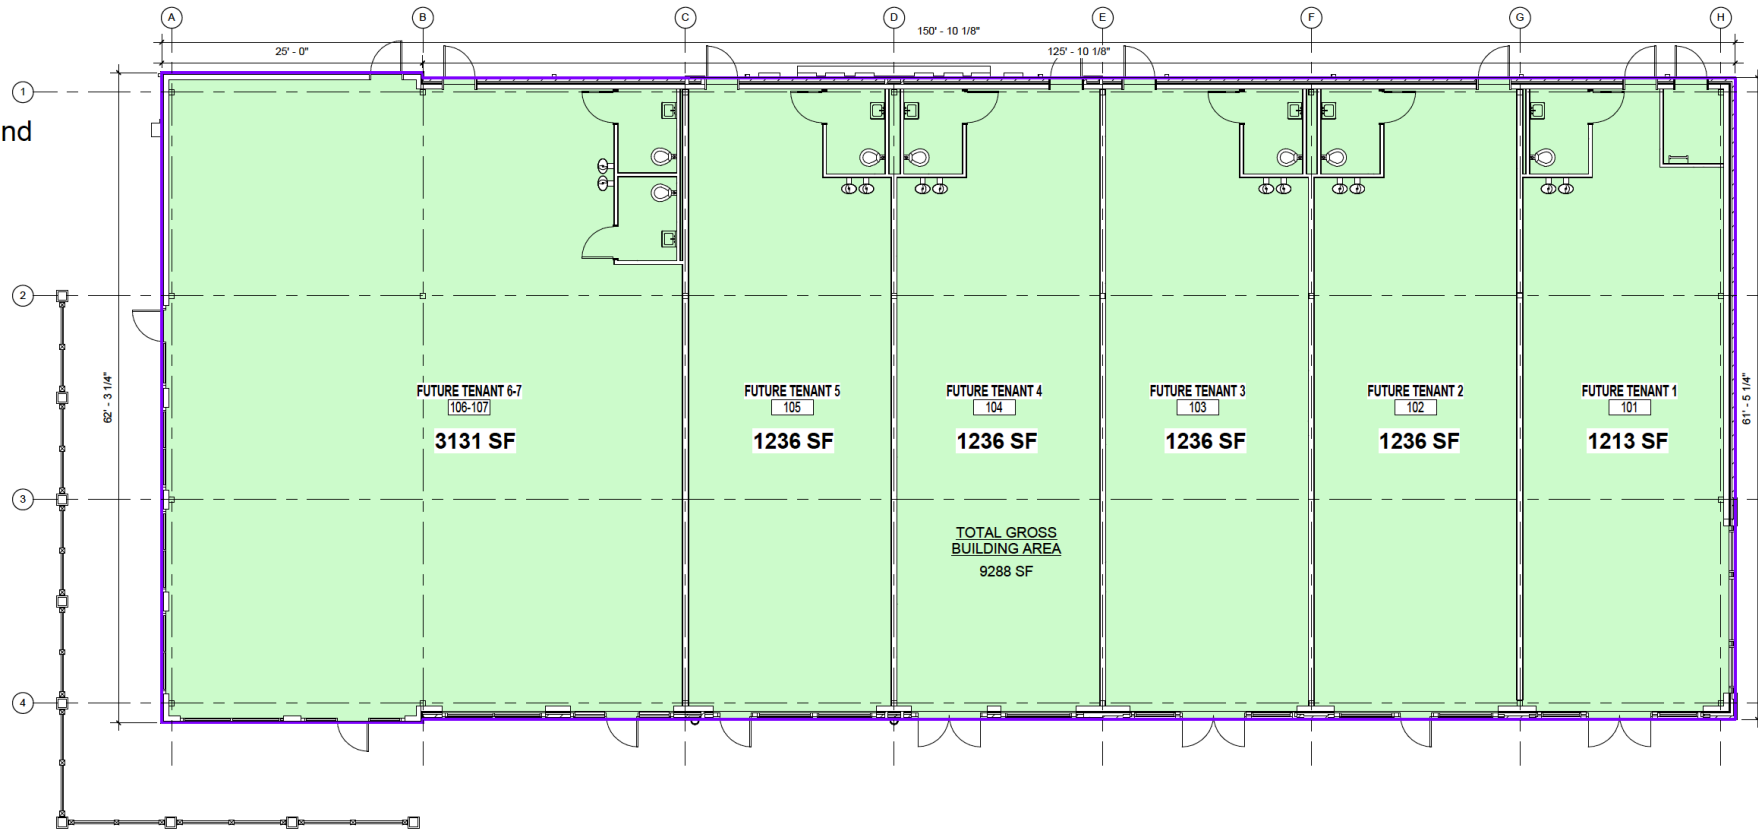 A
B
C
D
E
F
G
H
150' - 10 1/8"
25' - 0"
125' - 10 1/8"
1
nd
2
62' - 3 1/4"
61' - 5 1/4"
FUTURE TENANT 6-7
106-107
3131 SF
FUTURE TENANT 5
105
1236 SF
FUTURE TENANT 4
104
1236 SF
FUTURE TENANT 3
103
1236 SF
FUTURE TENANT 2
102
1236 SF
FUTURE TENANT 1
101
1213 SF
3
TOTAL GROSS
BUILDING AREA
9288 SF
4